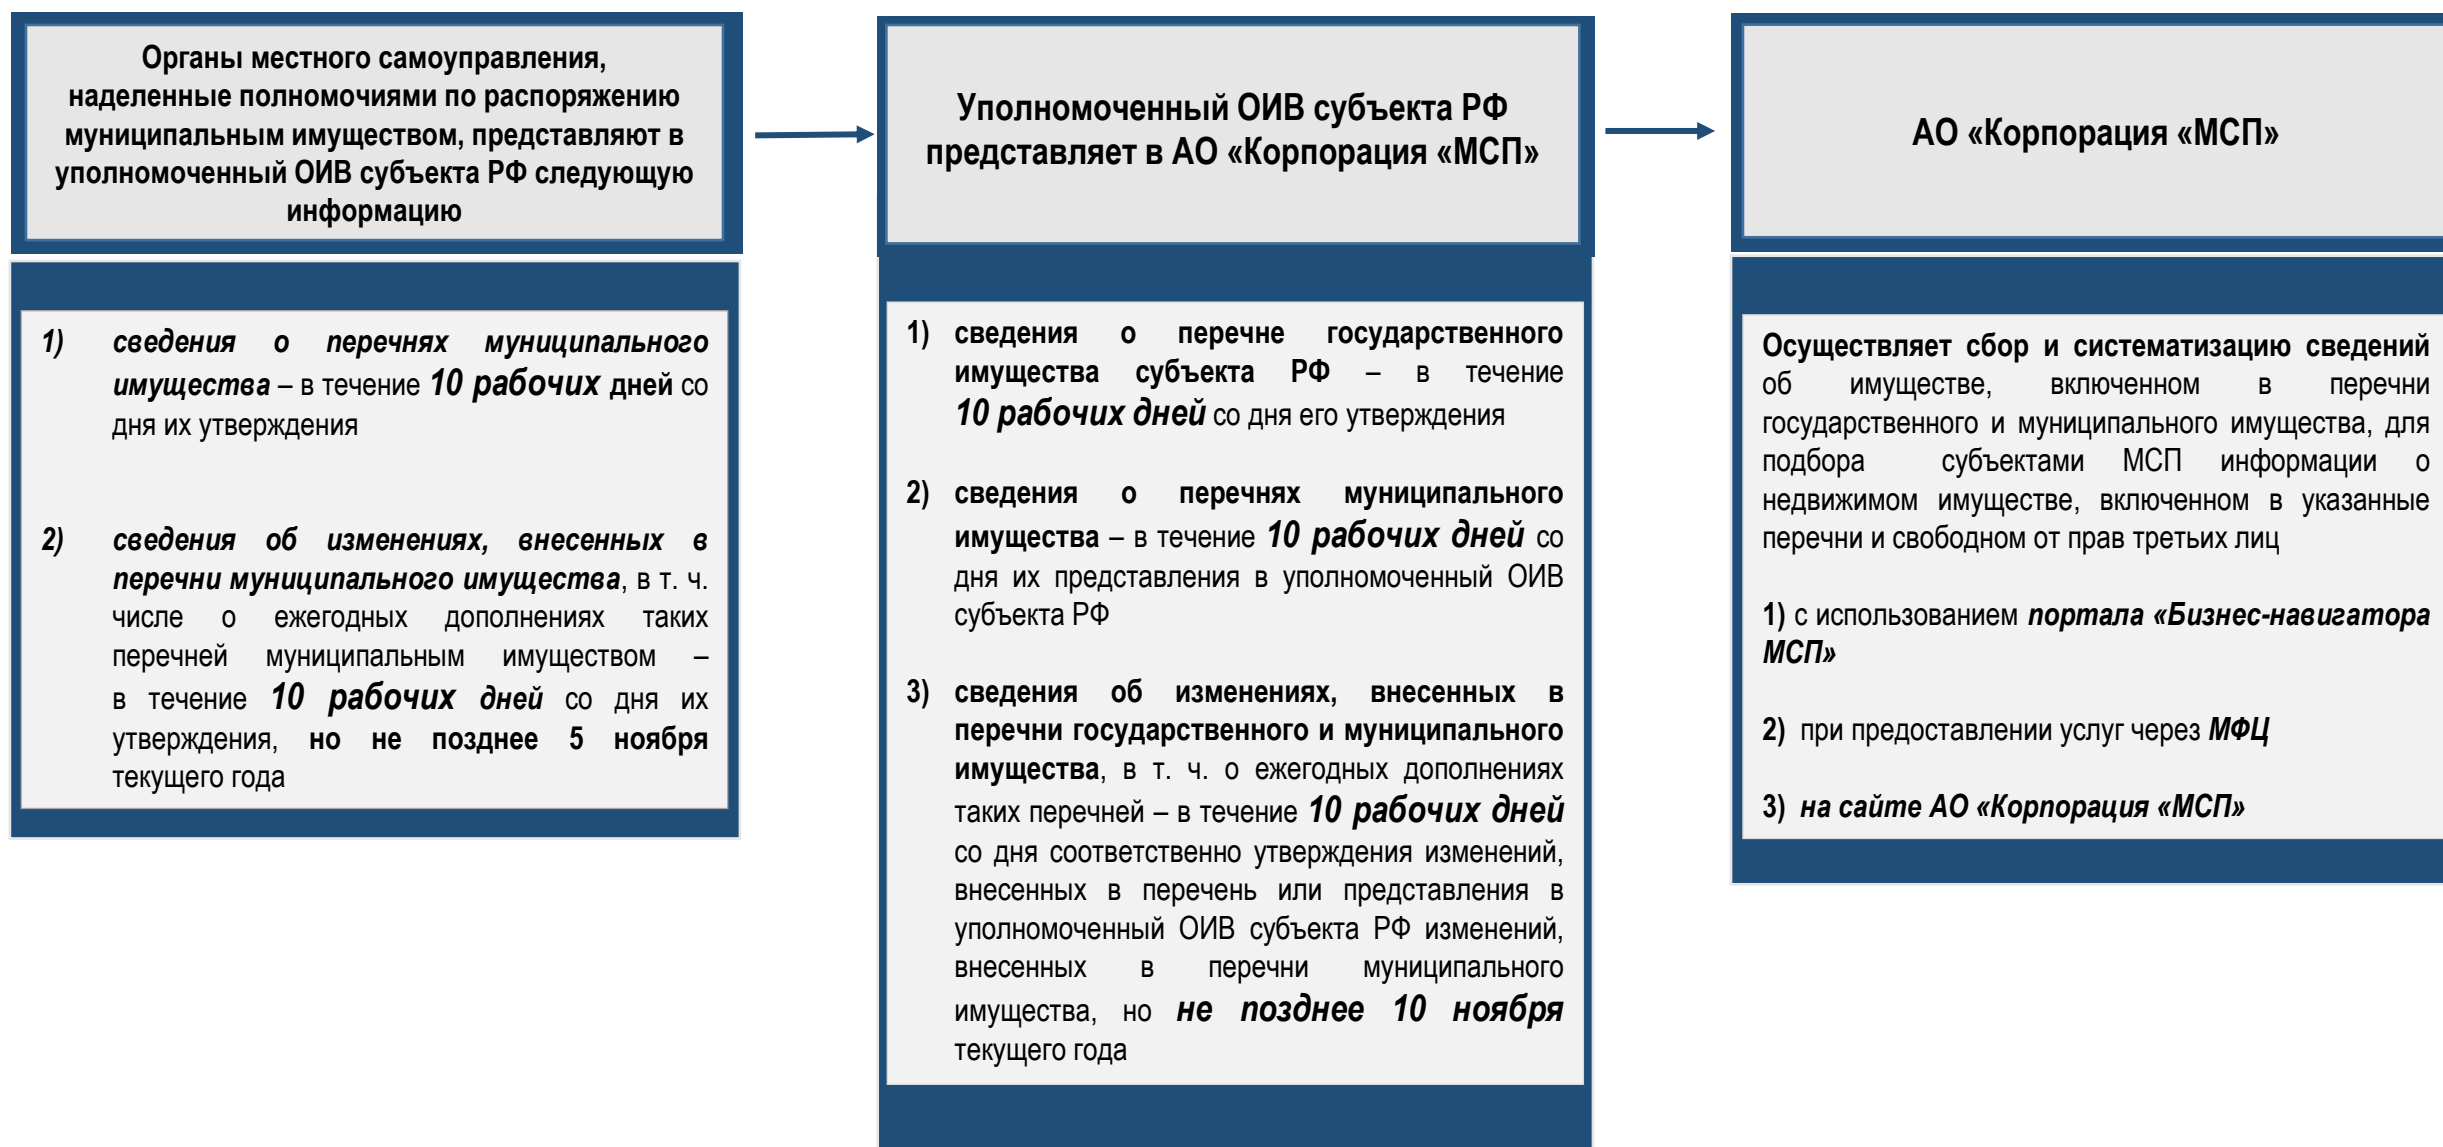 Органы местного самоуправления,
наделенные полномочиями по распоряжению
муниципальным имуществом, представляют в
уполномоченный ОИВ субъекта РФ следующую
информацию
1) сведения о перечнях муниципального
имущества – в течение 10 рабочих дней со
дня их утверждения
2) сведения об изменениях, внесенных в
перечни муниципального имущества, в т. ч.
числе о ежегодных дополнениях таких
перечней муниципальным имуществом –
в течение 10 рабочих дней со дня их
утверждения, но не позднее 5 ноября
текущего года
Уполномоченный ОИВ субъекта РФ
представляет в АО «Корпорация «МСП»
1) сведения о перечне государственного
имущества субъекта РФ – в течение
10 рабочих дней со дня его утверждения
2) сведения о перечнях муниципального
имущества – в течение 10 рабочих дней со
дня их представления в уполномоченный ОИВ
субъекта РФ
3) сведения об изменениях, внесенных в
перечни государственного и муниципального
имущества, в т. ч. о ежегодных дополнениях
таких перечней – в течение 10 рабочих дней
со дня соответственно утверждения изменений,
внесенных в перечень или представления в
уполномоченный ОИВ субъекта РФ изменений,
внесенных в перечни муниципального
имущества, но не позднее 10 ноября
текущего года
АО «Корпорация «МСП»
Осуществляет сбор и систематизацию сведений
об имуществе, включенном в перечни
государственного и муниципального имущества, для
подбора субъектами МСП информации о
недвижимом имуществе, включенном в указанные
перечни и свободном от прав третьих лиц
1) с использованием портала «Бизнес-навигатора
МСП»
2) при предоставлении услуг через МФЦ
3) на сайте АО «Корпорация «МСП»